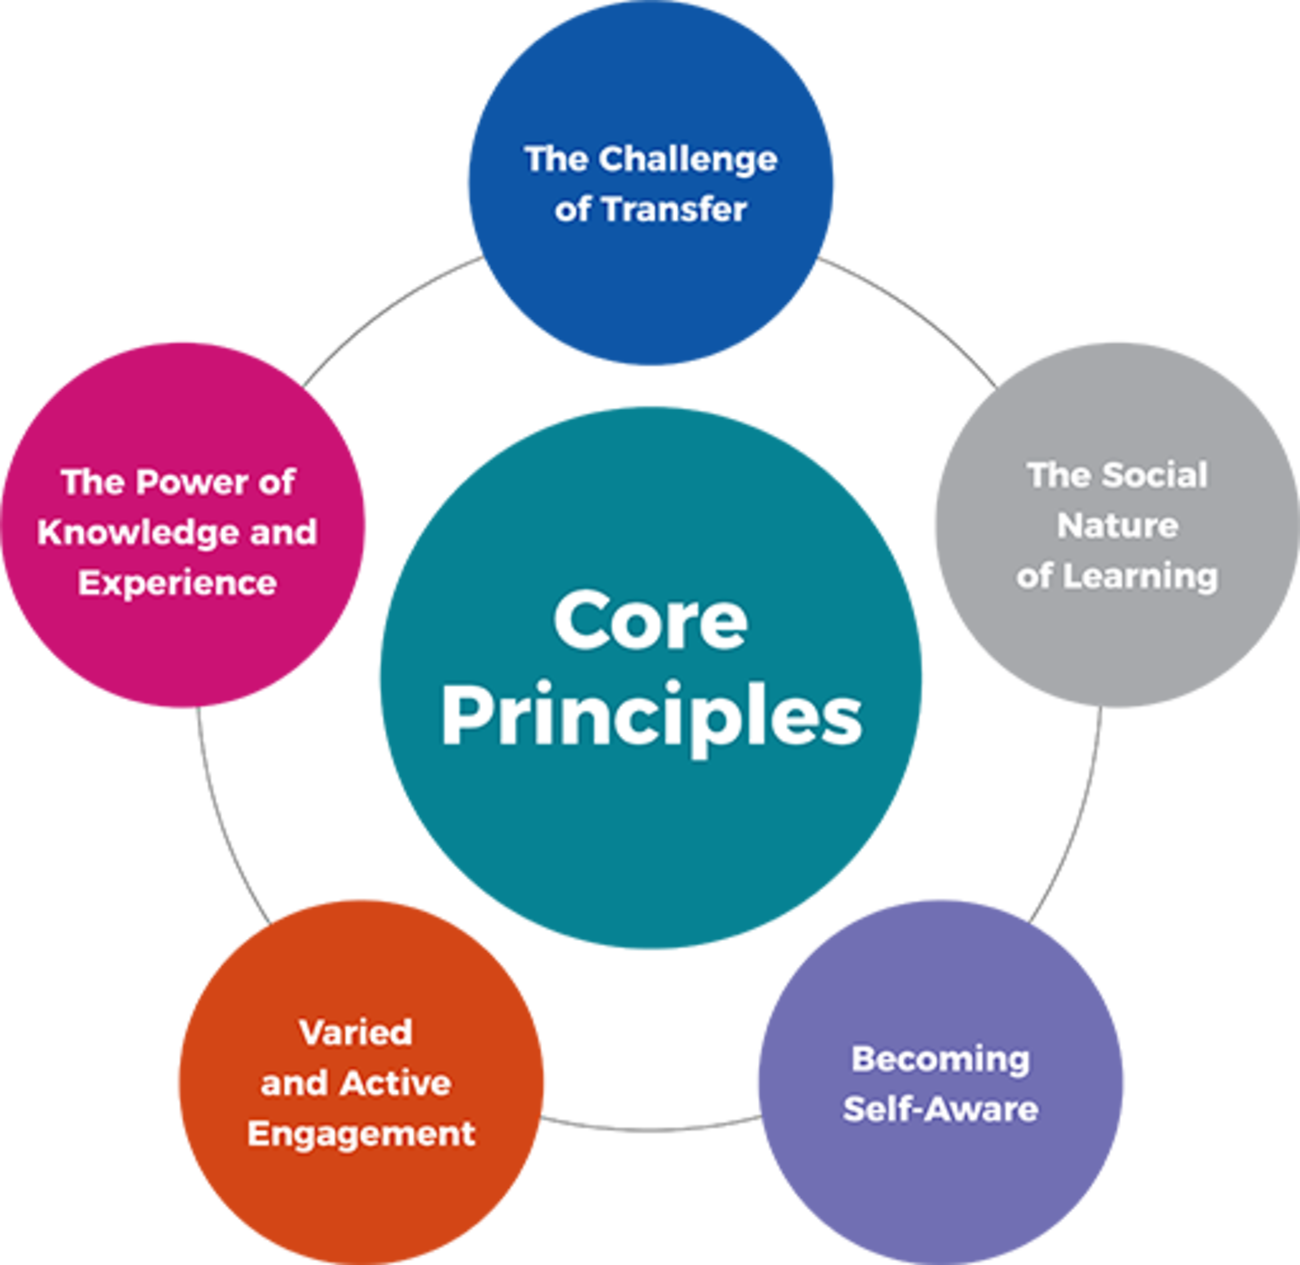 The Challenge
of Transfer
The Power of
Knowledge and
Experience
The Social
Nature
of Learning
Core
Principles
Varied
and Active
Engagement
Becoming
Self-Aware